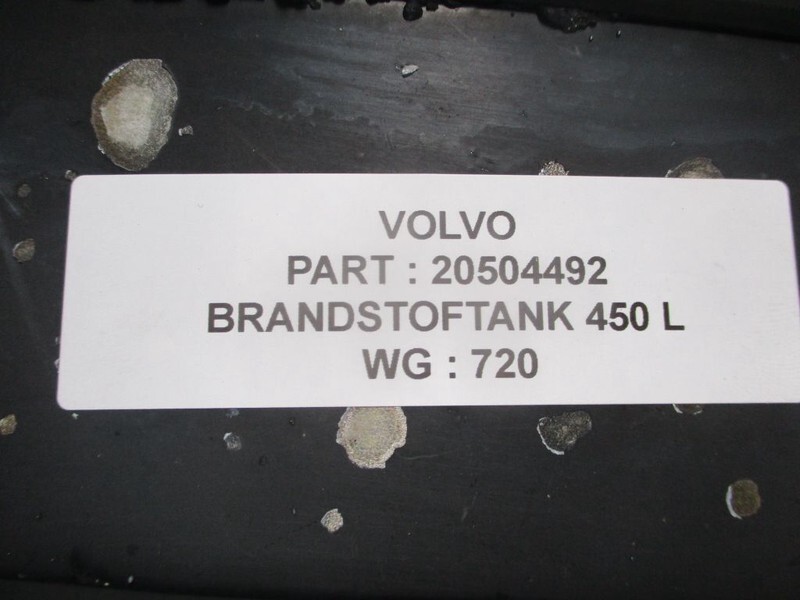 VOLVO
PART : 20504492
BRANDSTOFTANK 450 L
WG : 720